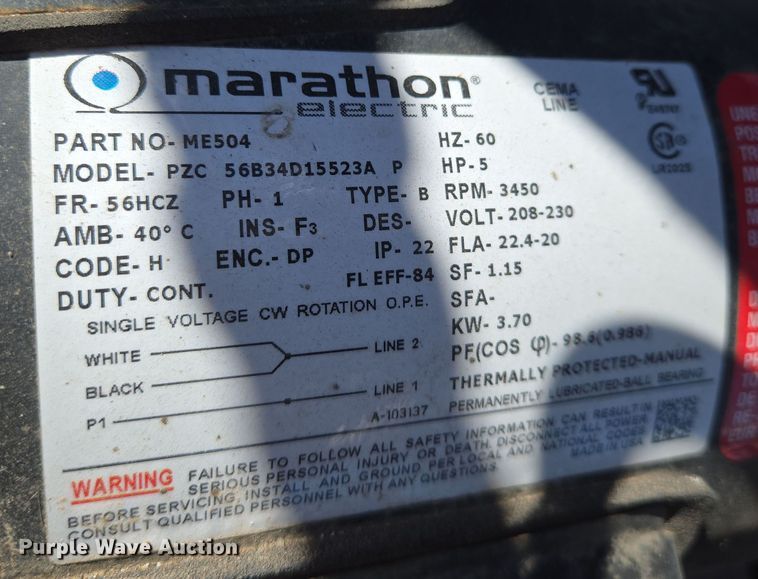 marathon®
electric
CEMA
LINE
PART NO- ME504
HZ- 60
MODEL- PZC 56B34D15523A P
HP- 5
LR2025
FR- 56HCZ PH- 1 TYPE- B
RPM- 3450
AMB- 40° C INS- F3 DES-
VOLT- 208-230
CODE- H ENC.- DP IP- 22
FLA- 22.4-20
DUTY- CONT. FL EFF-84
SF- 1.15
SFA-
SINGLE VOLTAGE CW ROTATION O.P.E.
KW- 3.70
WHITE LINE 2
PF(COS φ)- 98.6(0.986)
BLACK LINE 1
THERMALLY PROTECTED-MANUAL
P1 A-103137
PERMANENTLY LUBRICATED-BALL BEARING
WARNING
FAILURE TO FOLLOW ALL SAFETY INFORMATION CAN RESULT IN
SERIOUS PERSONAL INJURY OR DEATH. DISCONNECT ALL POWER
BEFORE SERVICING. INSTALL AND GROUND PER LOCAL AND NATIONAL CODES.
CONSULT QUALIFIED PERSONNEL WITH ANY QUESTIONS.
MADE IN USA
Purple Wave Auction